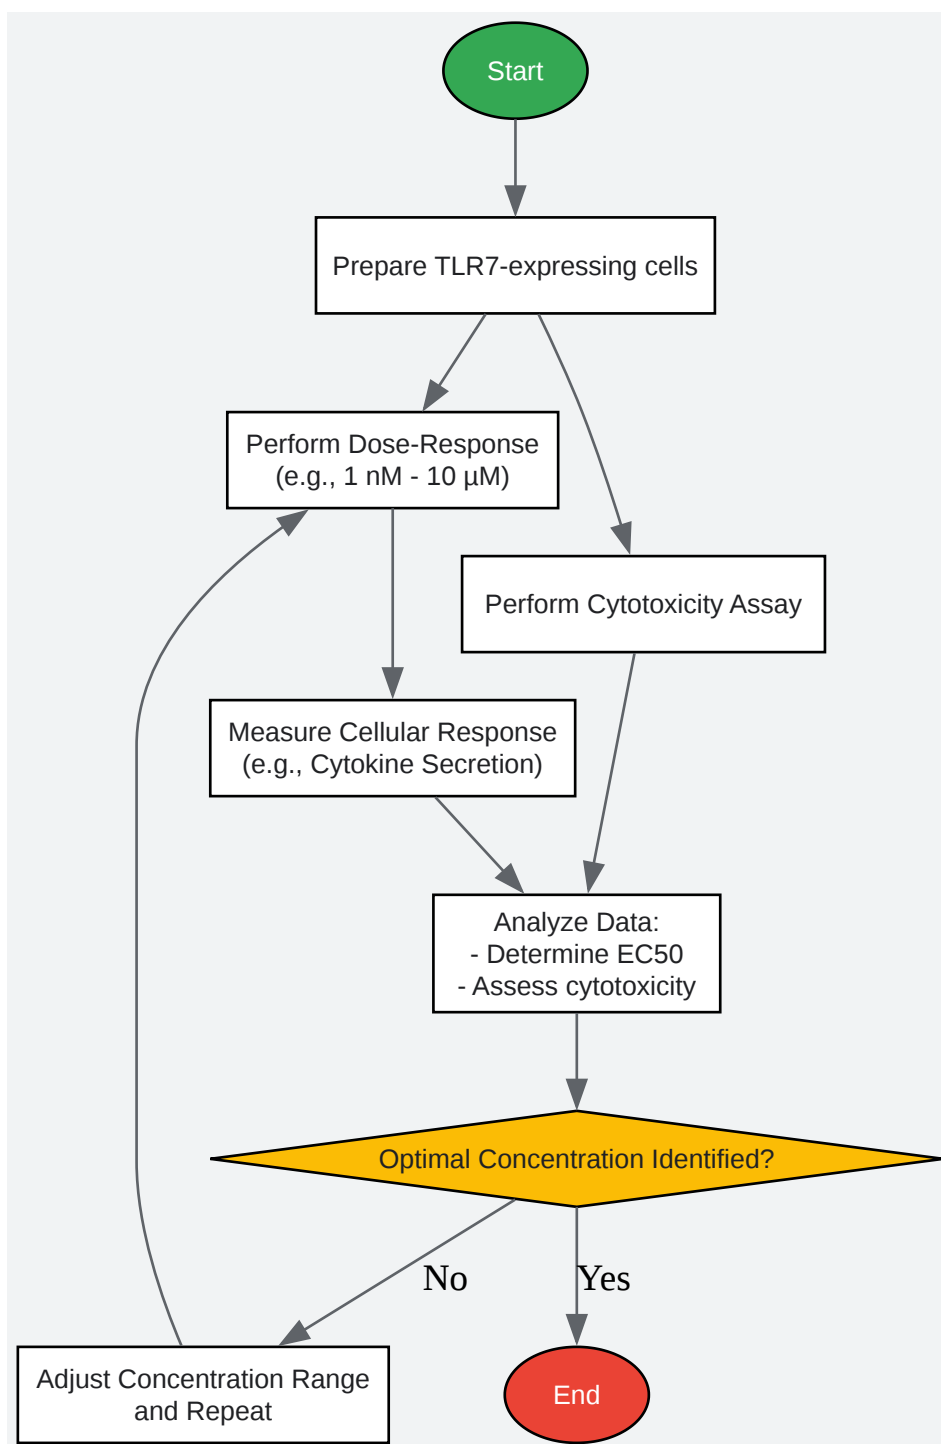 Start
Prepare TLR7-expressing cells
Perform Dose-Response
(e.g., 1 nM - 10 µM)
Perform Cytotoxicity Assay
Measure Cellular Response
(e.g., Cytokine Secretion)
Analyze Data:
- Determine EC50
- Assess cytotoxicity
Optimal Concentration Identified?
No
Yes
Adjust Concentration Range
and Repeat
End